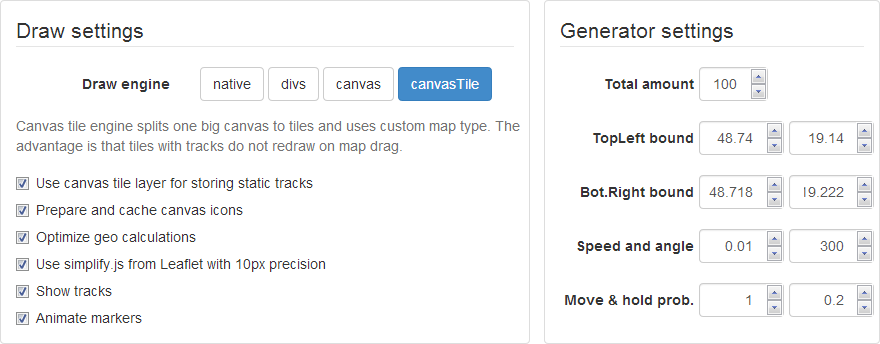 Draw settings
Draw engine native divs canvas canvasTile
Canvas tile engine splits one big canvas to tiles and uses custom map type. The
advantage is that tiles with tracks do not redraw on map drag.
Use canvas tile layer for storing static tracks
Prepare and cache canvas icons
Optimize geo calculations
Use simplify.js from Leaflet with 10px precision
Show tracks
Animate markers
Generator settings
Total amount 100
TopLeft bound 48.74 19.14
Bot.Right bound 48.718 19.222
Speed and angle 0.01 300
Move & hold prob. 1 0.2